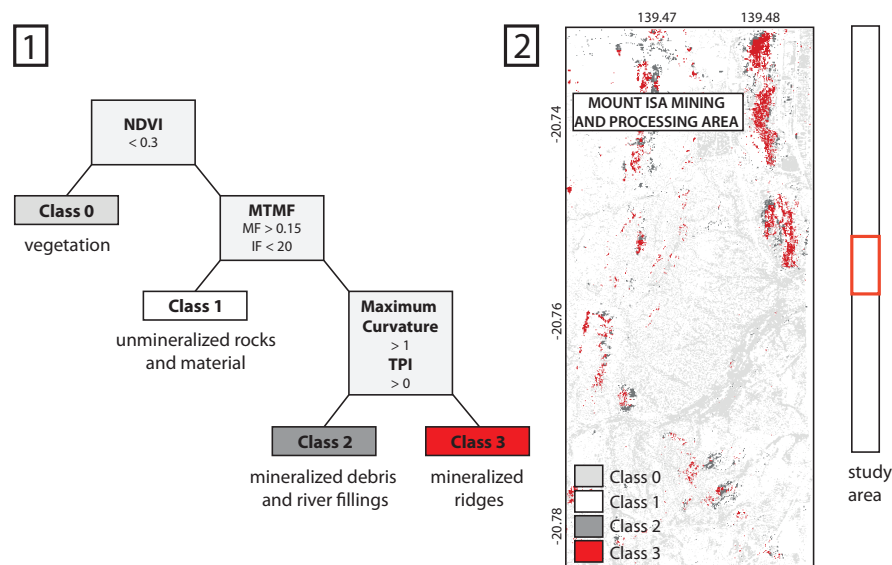 1
NDVI
< 0.3
Class 0
vegetation
MTMF
MF > 0.15
IF < 20
Class 1
unmineralized rocks
and material
Maximum
Curvature
> 1
TPI
> 0
Class 2
mineralized debris
and river fillings
Class 3
mineralized
ridges
2
139.47
139.48
MOUNT ISA MINING
AND PROCESSING AREA
-20.74
-20.76
-20.78
Class 0
Class 1
Class 2
Class 3
study
area